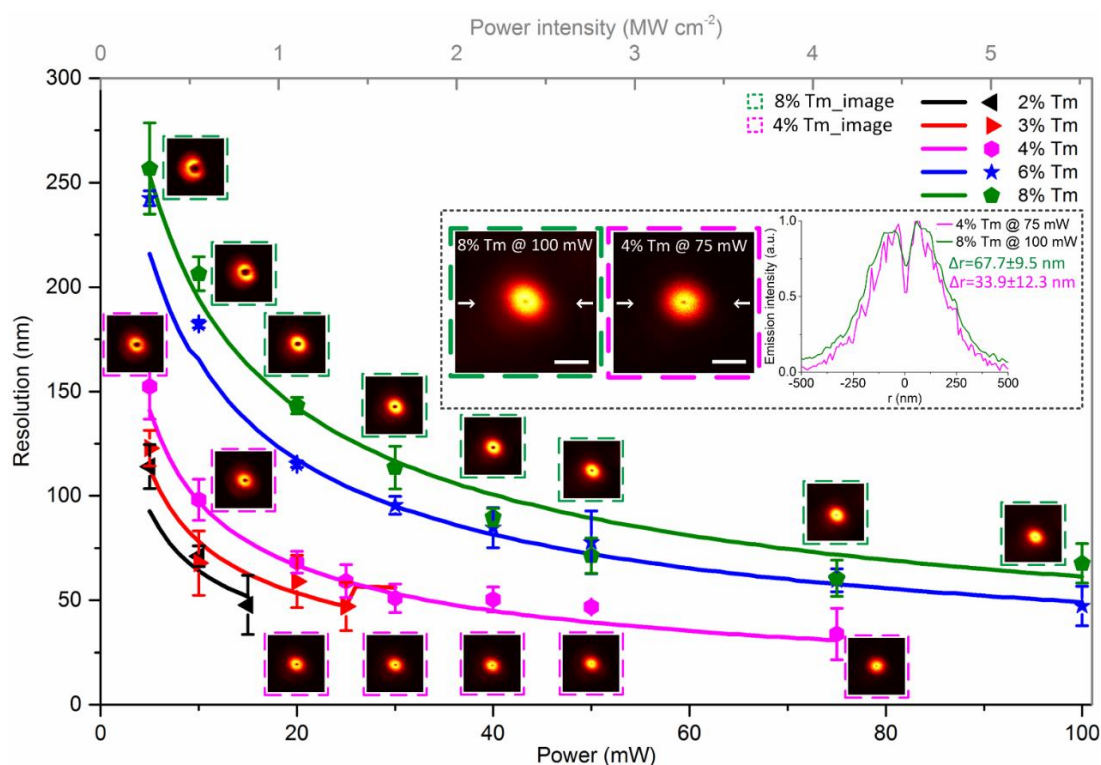 Power intensity (MW cm-2)
0 1 2 3 4 5
300
250
200
150
100
50
0
Resolution (nm)
8% Tm_image
4% Tm_image
2% Tm
3% Tm
4% Tm
6% Tm
8% Tm
8% Tm @ 100 mW
4% Tm @ 75 mW
Emission intensity (a.u.)
1.0
0.5
0.0
4% Tm @ 75 mW
8% Tm @ 100 mW
Δr=67.7±9.5 nm
Δr=33.9±12.3 nm
-500 -250 0 250 500
r (nm)
0 20 40 60 80 100
Power (mW)